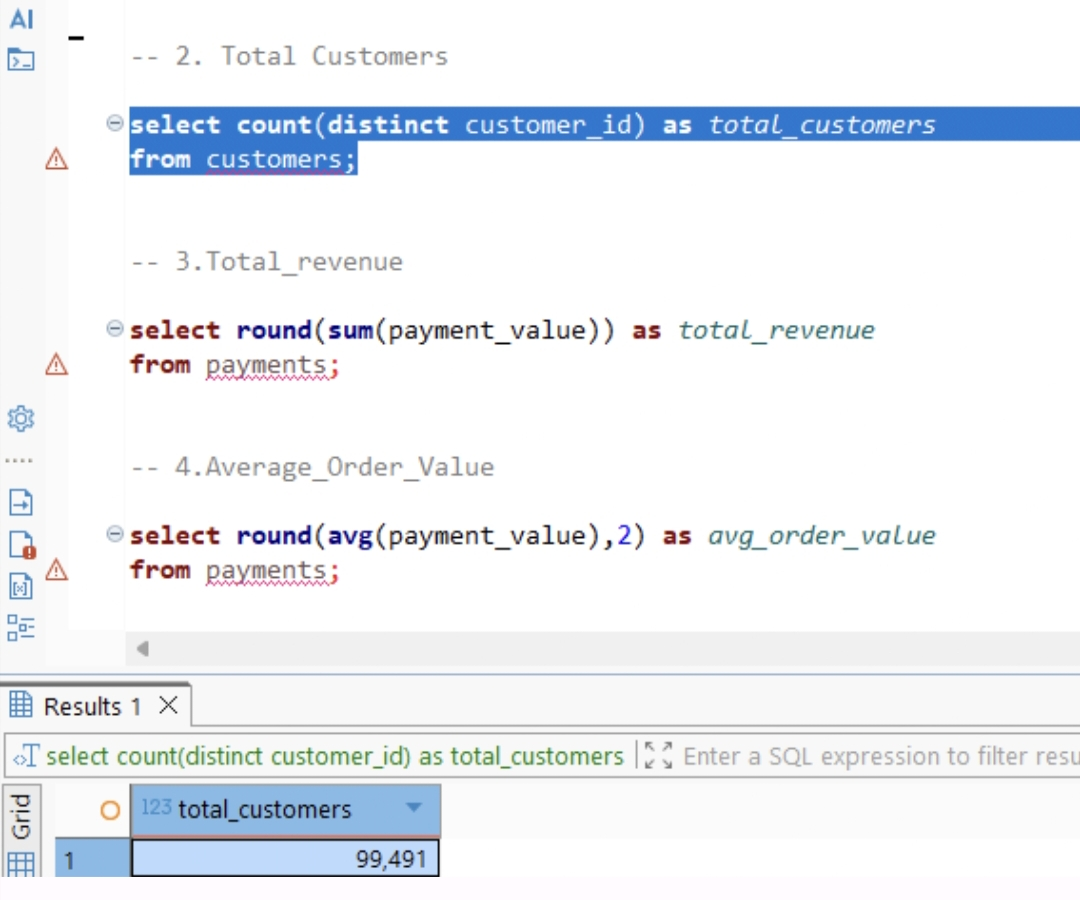 AI
-- 2. Total Customers
select count(distinct customer_id) as total_customers
from customers;
-- 3.Total_revenue
select round(sum(payment_value)) as total_revenue
from payments;
-- 4.Average_Order_Value
select round(avg(payment_value),2) as avg_order_value
from payments;
Results 1
select count(distinct customer_id) as total_customers
Enter a SQL expression to filter resu
Grid
123 total_customers
1
99,491